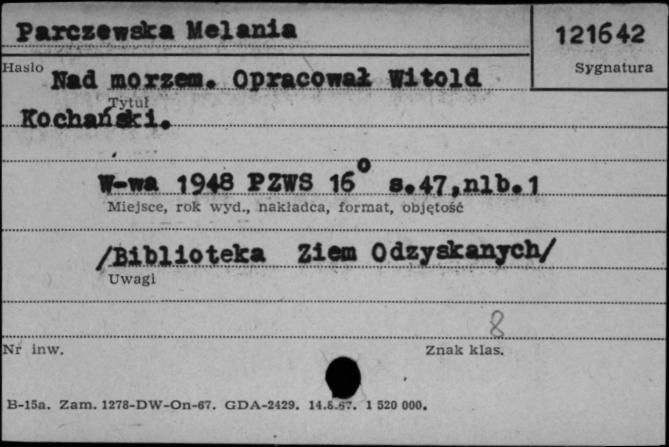 Parczewska Melania
121642
Hasło
Sygnatura
Nad morzem. Opracował Witold
Tytuł
Kochański.
W-wa 1948 PZWS 16° s.47,nlb.1
Miejsce, rok wyd., nakładca, format, objętość
/Biblioteka Ziem Odzyskanych/
Uwagi
8
Nr inw.
Znak klas.
B-15a. Zam. 1278-DW-On-67. GDA-2429. 14.8.67. 1 520 000.